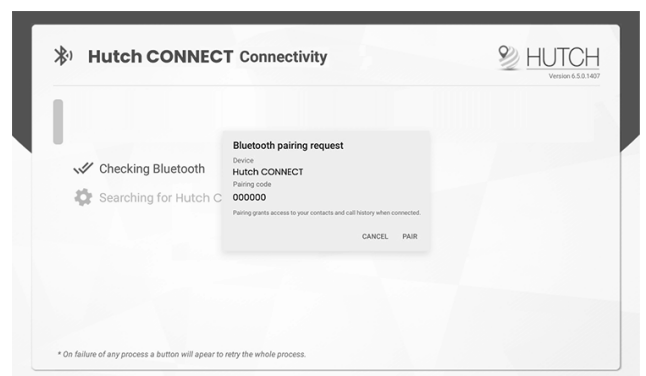 Hutch CONNECT Connectivity
HUTCH
Version 6.5.0.1407
Bluetooth pairing request
Device
Hutch CONNECT
Checking Bluetooth
Pairing code
Searching for Hutch C
000000
Pairing grants access to your contacts and call history when connected.
CANCEL PAIR
* On failure of any process a button will apear to retry the whole process.